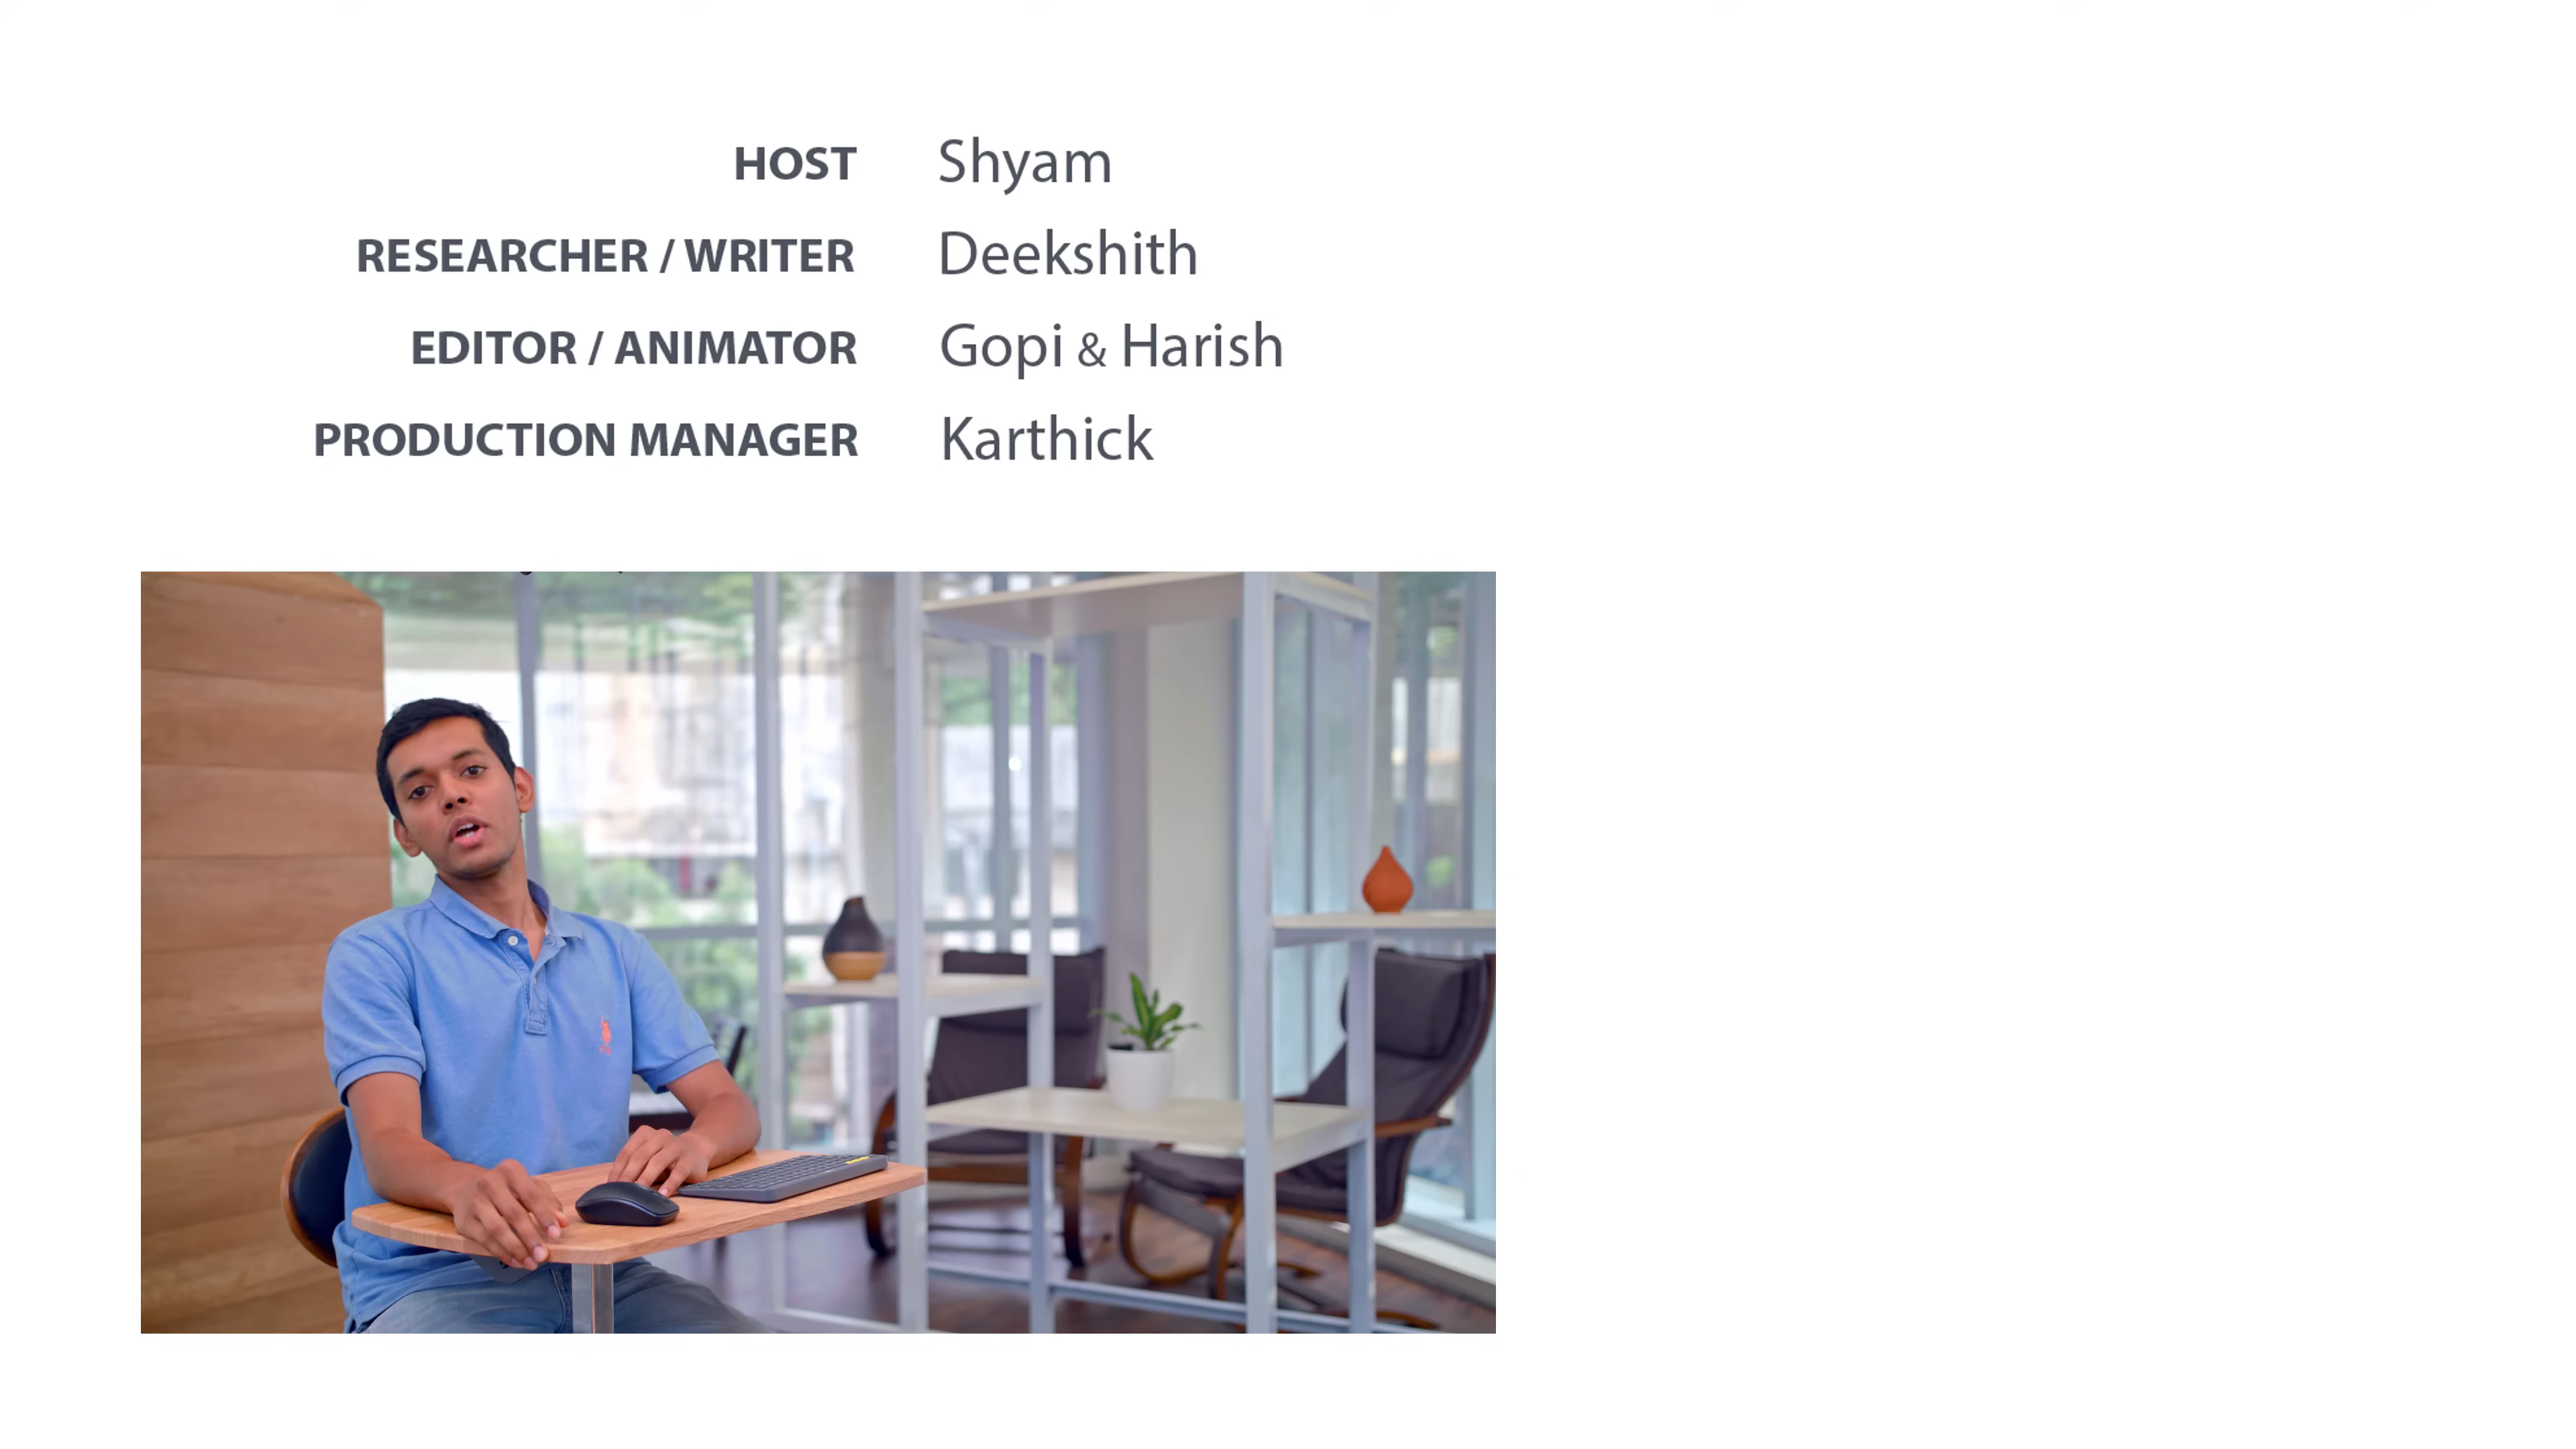 HOST Shyam
RESEARCHER / WRITER Deekshith
EDITOR / ANIMATOR Gopi & Harish
PRODUCTION MANAGER Karthick